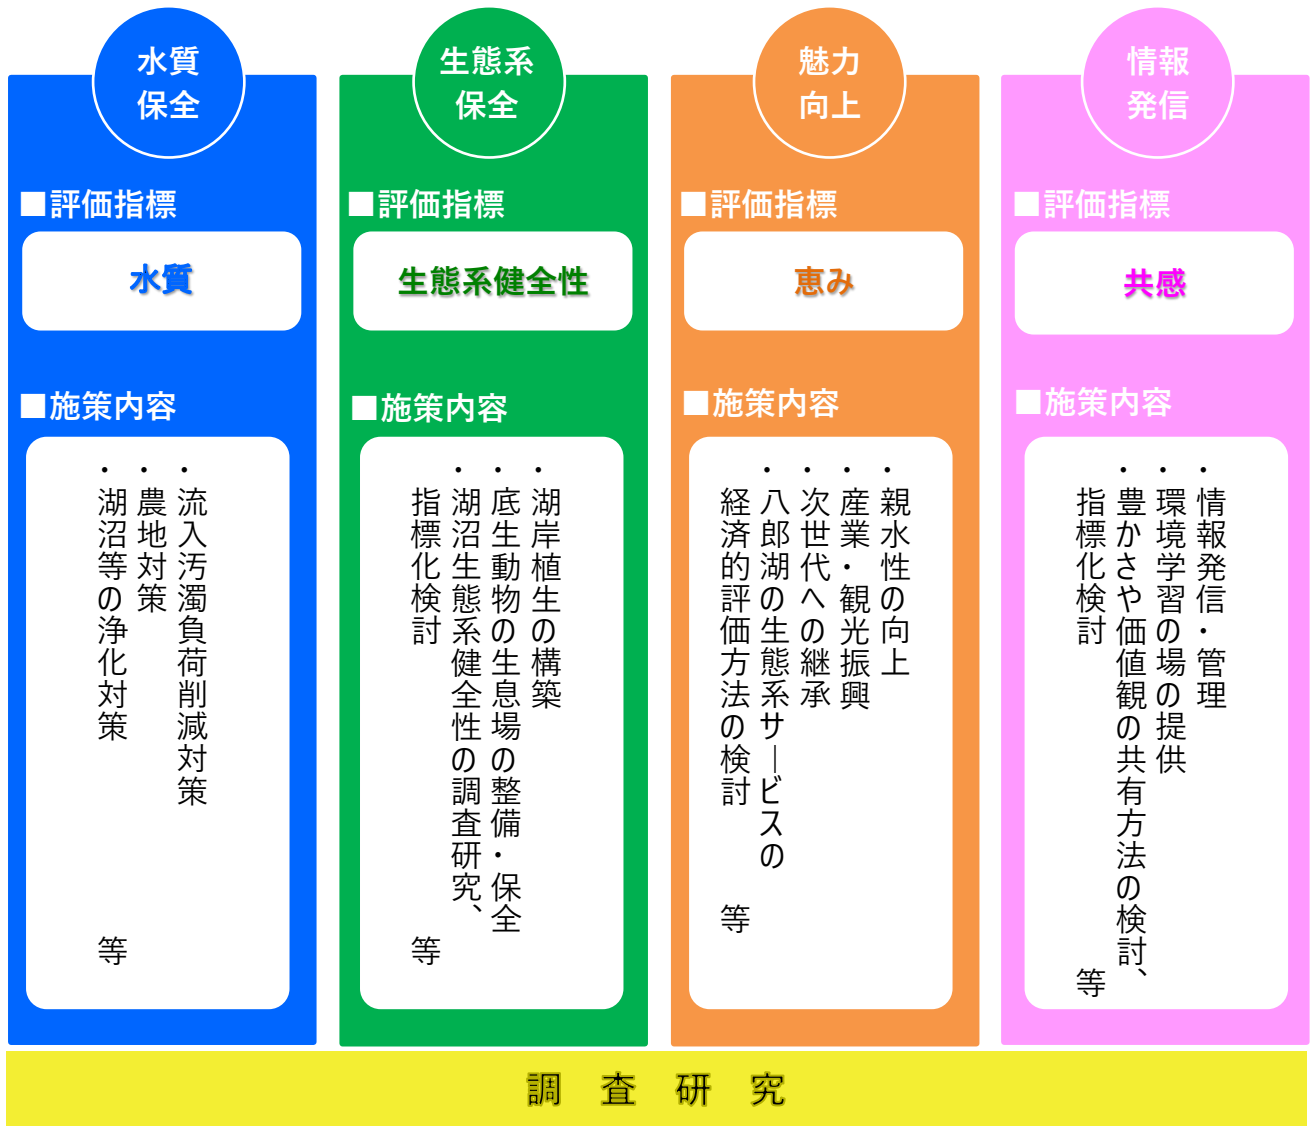 水質
保全
■評価指標
水質
■施策内容
・流入汚濁負荷削減対策
・農地対策
・湖沼等の浄化対策　等
生態系
保全
■評価指標
生態系健全性
■施策内容
・湖岸植生の構築
・底生動物の生息場の整備・保全
・湖沼生態系健全性の調査研究、
指標化検討　等
魅力
向上
■評価指標
恵み
■施策内容
・親水性の向上
・産業・観光振興
・次世代への継承
・八郎湖の生態系サービスの
経済的評価方法の検討　等
情報
発信
■評価指標
共感
■施策内容
・情報発信・管理
・環境学習の場の提供
・豊かさや価値観の共有方法の検討、
指標化検討　等
調　査　研　究